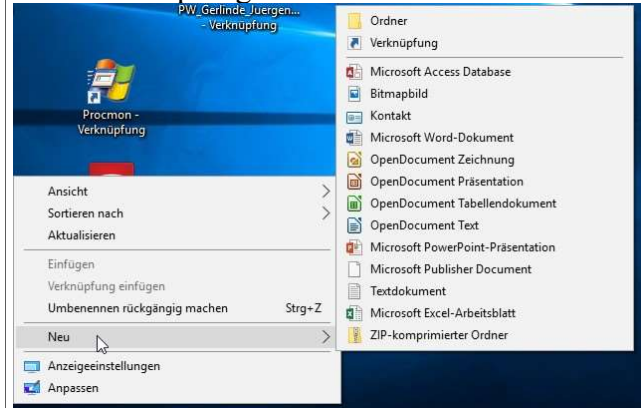 PW_Gerlinde_Juergen...
- Verknüpfung
Procmon -
Verknüpfung
Ansicht
Sortieren nach
Aktualisieren
Einfügen
Verknüpfung einfügen
Umbenennen rückgängig machen Strg+Z
Neu
Anzeigeeinstellungen
Anpassen
Ordner
Verknüpfung
Microsoft Access Database
Bitmapbild
Kontakt
Microsoft Word-Dokument
OpenDocument Zeichnung
OpenDocument Präsentation
OpenDocument Tabellendokument
OpenDocument Text
Microsoft PowerPoint-Präsentation
Microsoft Publisher Document
Textdokument
Microsoft Excel-Arbeitsblatt
ZIP-komprimierter Ordner